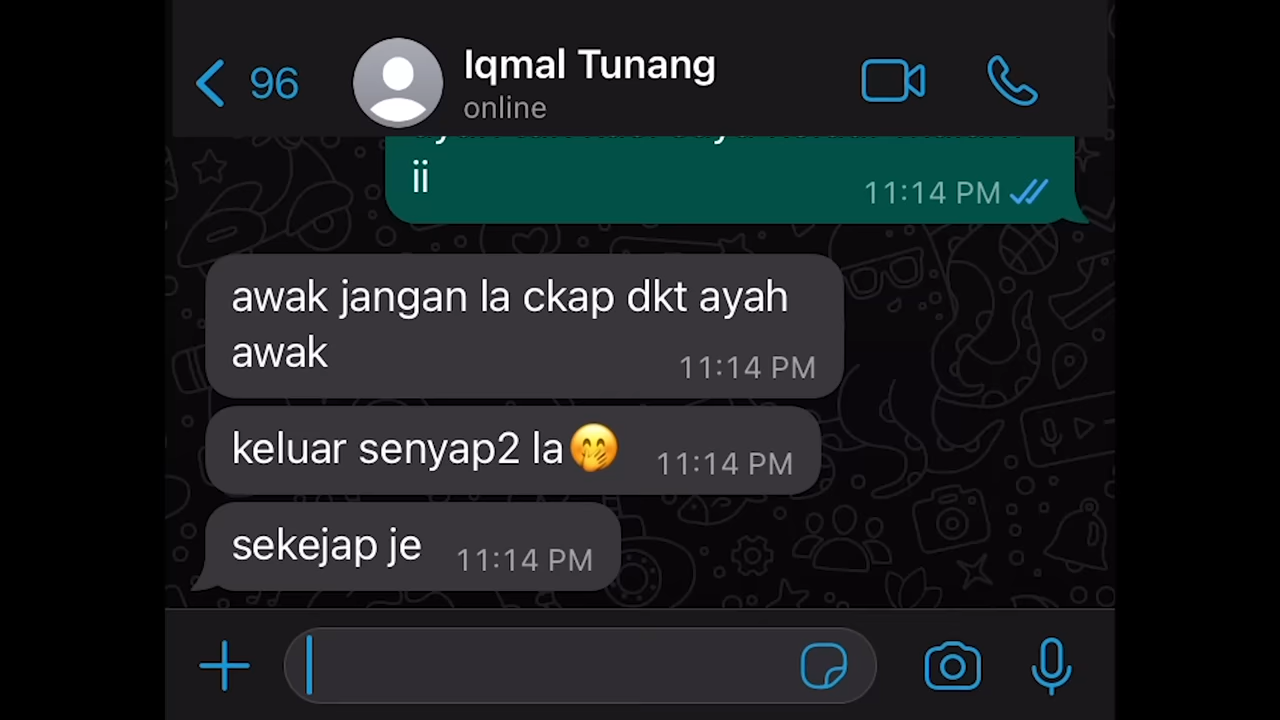 96
Iqmal Tunang
online
ii
11:14 PM
awak jangan la ckap dkt ayah
awak
11:14 PM
keluar senyap2 la🤭
11:14 PM
sekejap je
11:14 PM